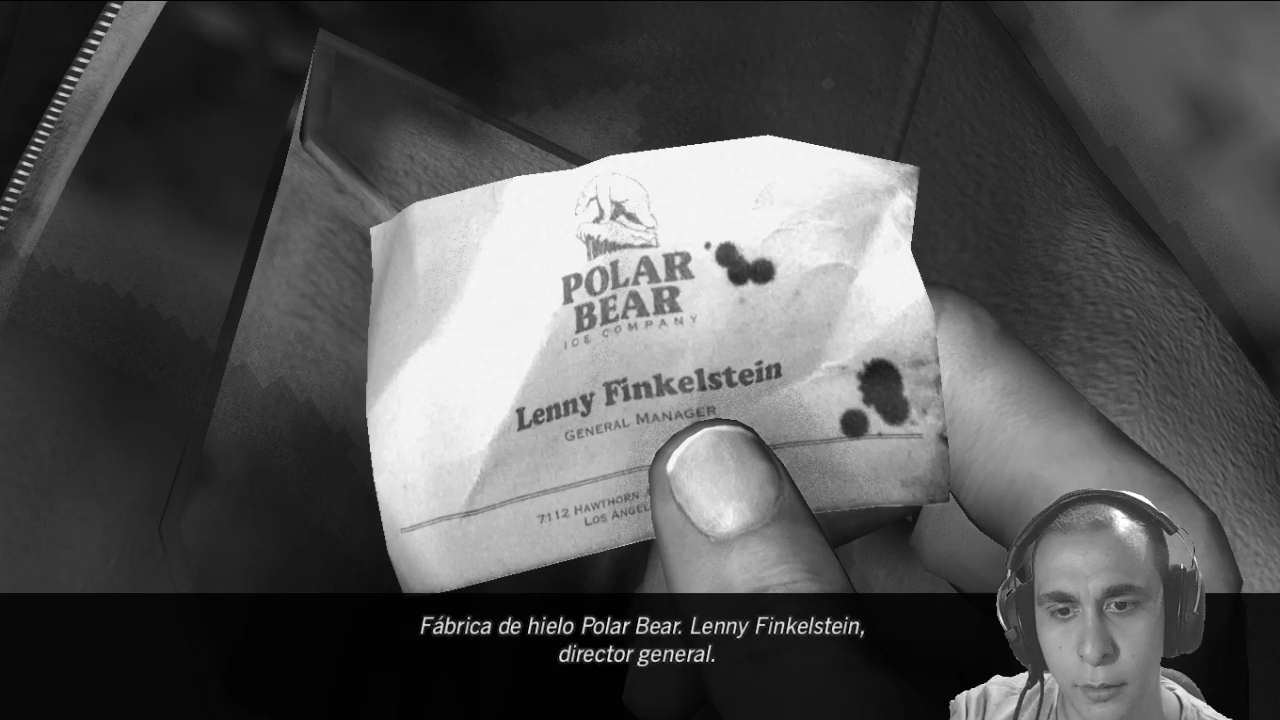 POLAR
BEAR
ICE COMPANY
Lenny Finkelstein
GENERAL MANAGER
7112 HAWTHORN
LOS
Fábrica de hielo Polar Bear. Lenny Finkelstein,
director general.